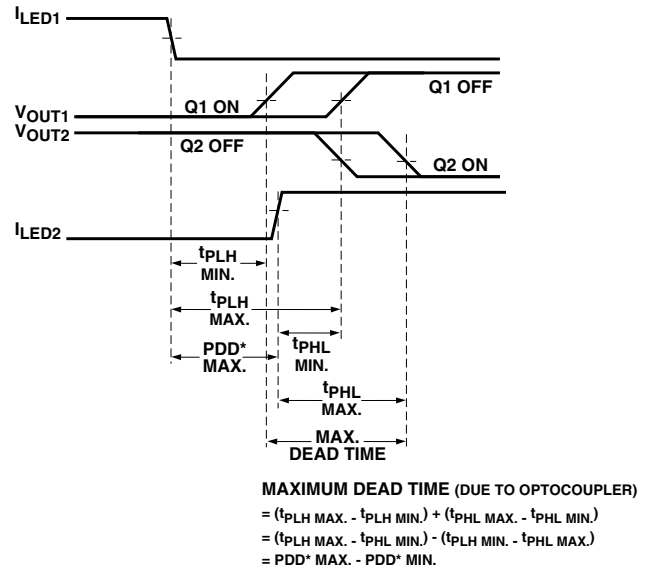 ILED1
VOUT1
Q1 ON
Q1 OFF
VOUT2
Q2 OFF
Q2 ON
ILED2
tPLH
MIN.
tPLH
MAX.
PDD*
MAX.
tPHL
MIN.
tPHL
MAX.
MAX.
DEAD TIME
MAXIMUM DEAD TIME (DUE TO OPTOCOUPLER)
= (tPLH MAX. - tPLH MIN.) + (tPHL MAX. - tPHL MIN.)
= (tPLH MAX. - tPHL MIN.) - (tPLH MIN. - tPHL MAX.)
= PDD* MAX. - PDD* MIN.